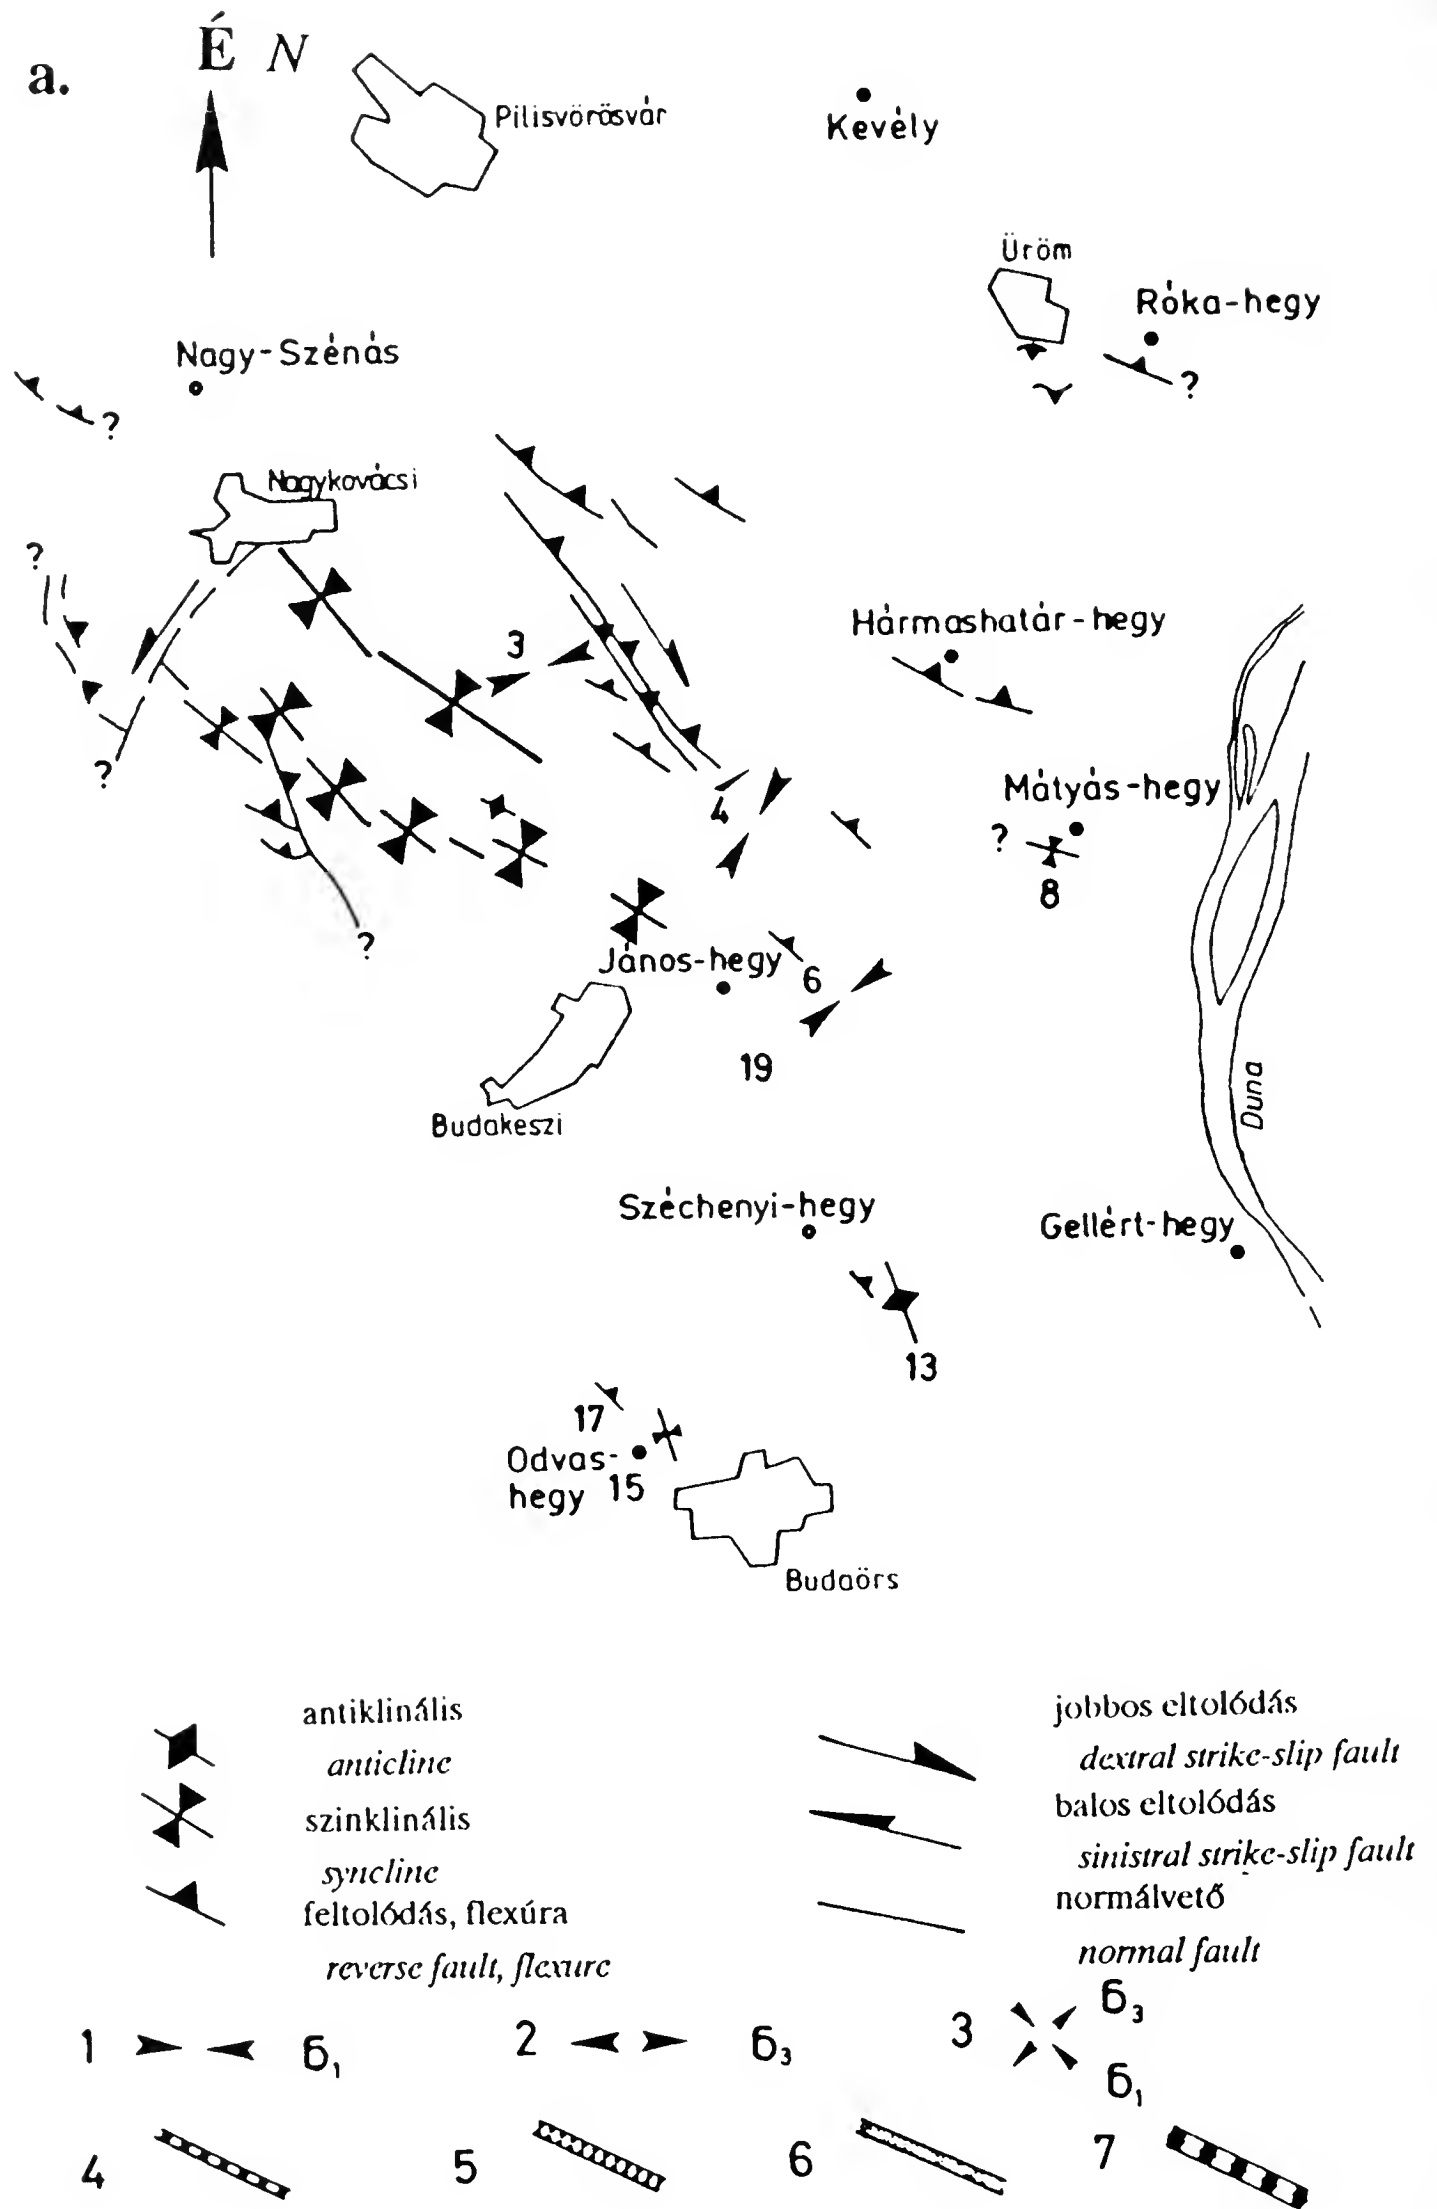 a.
É N
Pilisvörösvár
Kevély
Üröm
Róka-hegy
?
Nagy-Szénás
?
Nagykovácsi
?
3
Hármashatár-hegy
?
4
Mátyás-hegy
?
8
?
János-hegy
6
19
Budakeszi
Duna
Széchenyi-hegy
Gellért-hegy
13
17
Odvas-
hegy 15
Budaörs
antiklinális
anticline
szinklinális
syncline
feltolódás, flexúra
reverse fault, flexure
jobbos eltolódás
dextral strike-slip fault
balos eltolódás
sinistral strike-slip fault
normálvető
normal fault
1 б₁
2 б₃
3 б₃
б₁
4
5
6
7